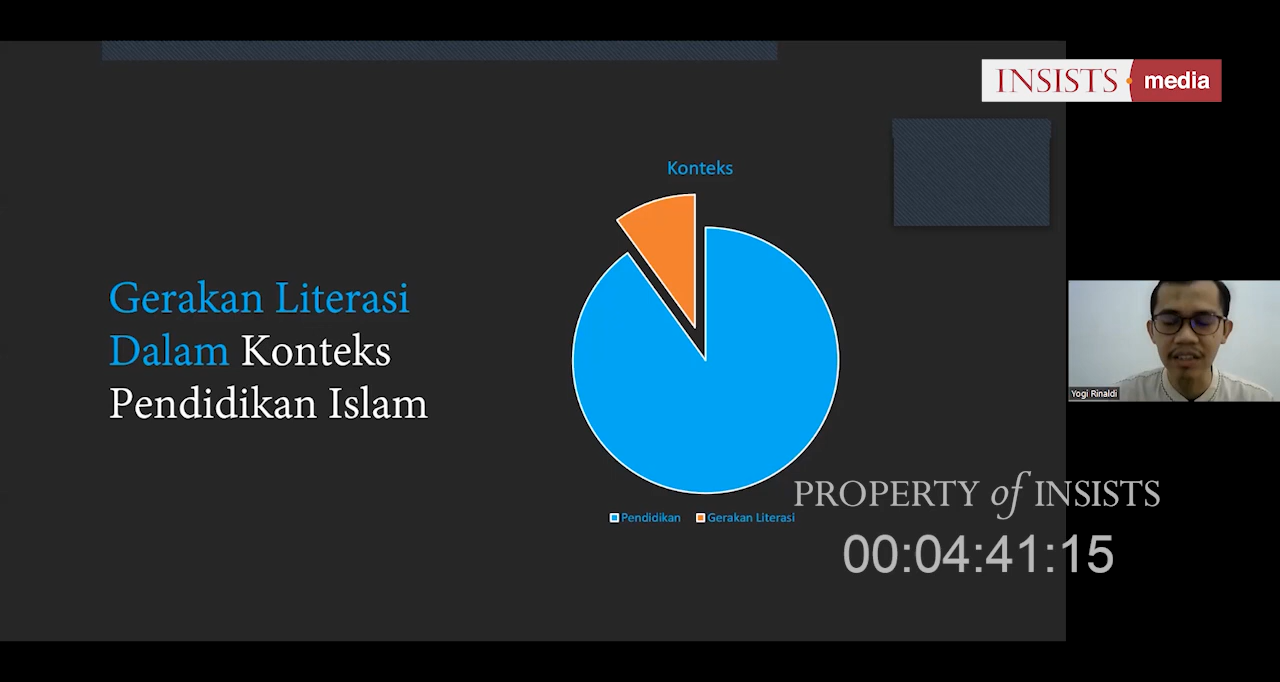 INSISTS media
Konteks
Gerakan Literasi
Dalam Konteks
Pendidikan Islam
Yogi Rinaldi
Pendidikan Gerakan Literasi
PROPERTY of INSISTS
00:04:41:15